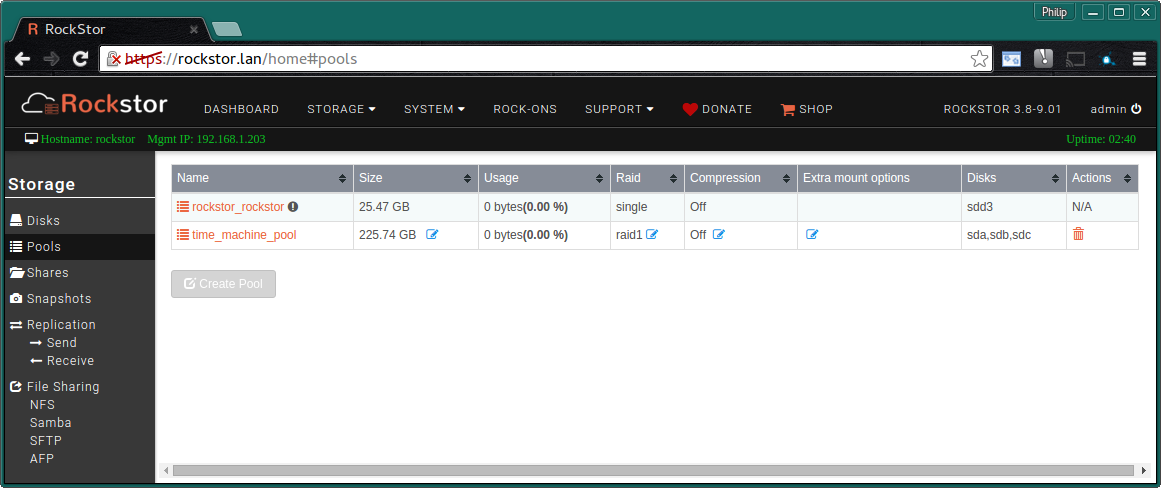 Philip
R RockStor
https://rockstor.lan/home#pools
Rockstor DASHBOARD STORAGE SYSTEM ROCK-ONS SUPPORT DONATE SHOP ROCKSTOR 3.8-9.01 admin
Hostname: rockstor Mgmt IP: 192.168.1.203 Uptime: 02:40
Storage
Disks
Pools
Shares
Snapshots
Replication
Send
Receive
File Sharing
NFS
Samba
SFTP
AFP
Name Size Usage Raid Compression Extra mount options Disks Actions
rockstor_rockstor 25.47 GB 0 bytes(0.00 %) single Off sdd3 N/A
time_machine_pool 225.74 GB 0 bytes(0.00 %) raid1 Off sda,sdb,sdc
Create Pool